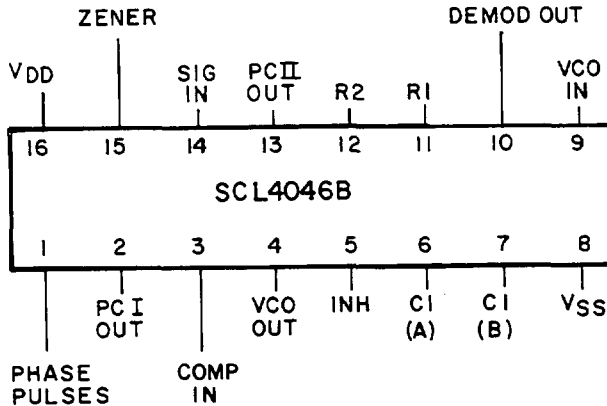 ZENER
DEMOD OUT
VDD
SIG IN
PCII OUT
R2
R1
VCO IN
16 15 14 13 12 11 10 9
SCL4046B
1 2 3 4 5 6 7 8
PCI OUT
VCO OUT
INH
C1 (A)
C1 (B)
VSS
PHASE PULSES
COMP IN